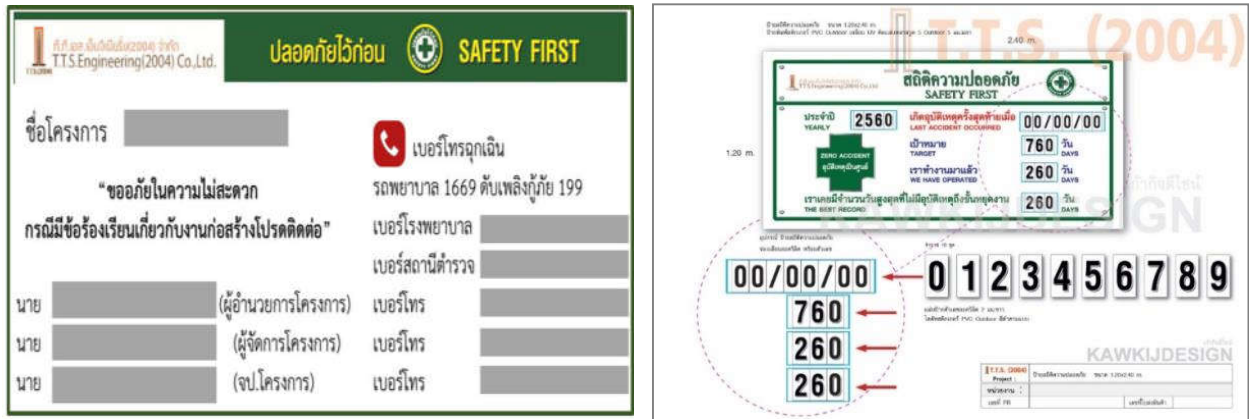 T.T.S.Engineering(2004) Co.,Ltd.
ปลอดภัยไว้ก่อน
SAFETY FIRST
ชื่อโครงการ
"ขออภัยในความไม่สะดวก
กรณีมีข้อร้องเรียนเกี่ยวกับงานก่อสร้างโปรดติดต่อ"
นาย (ผู้อำนวยการโครงการ)
นาย (ผู้จัดการโครงการ)
นาย (จป.โครงการ)
เบอร์โทรฉุกเฉิน
รถพยาบาล 1669 ดับเพลิงกู้ภัย 199
เบอร์โรงพยาบาล
เบอร์สถานีตำรวจ
เบอร์โทร
เบอร์โทร
เบอร์โทร
T.T.S. (2004)
2.40 m.
1.20 m.
สถิติความปลอดภัย
SAFETY FIRST
ประจำปี 2560
YEARLY
ZERO ACCIDENT
อุบัติเหตุเป็นศูนย์
เกิดอุบัติเหตุครั้งสุดท้ายเมื่อ 00/00/00
LAST ACCIDENT OCCURRED
เป้าหมาย 760 วัน
TARGET DAYS
เราทำงานมาแล้ว 260 วัน
WE HAVE OPERATED DAYS
เราเคยมีจำนวนวันสูงสุดที่ไม่มีอุบัติเหตุถึงขั้นหยุดงาน 260 วัน
THE BEST RECORD DAYS
KAWKIJDESIGN
00/00/00
0 1 2 3 4 5 6 7 8 9
760
260
260
KAWKIJDESIGN
T.T.S. (2004)
Project :
หน่วยงาน :